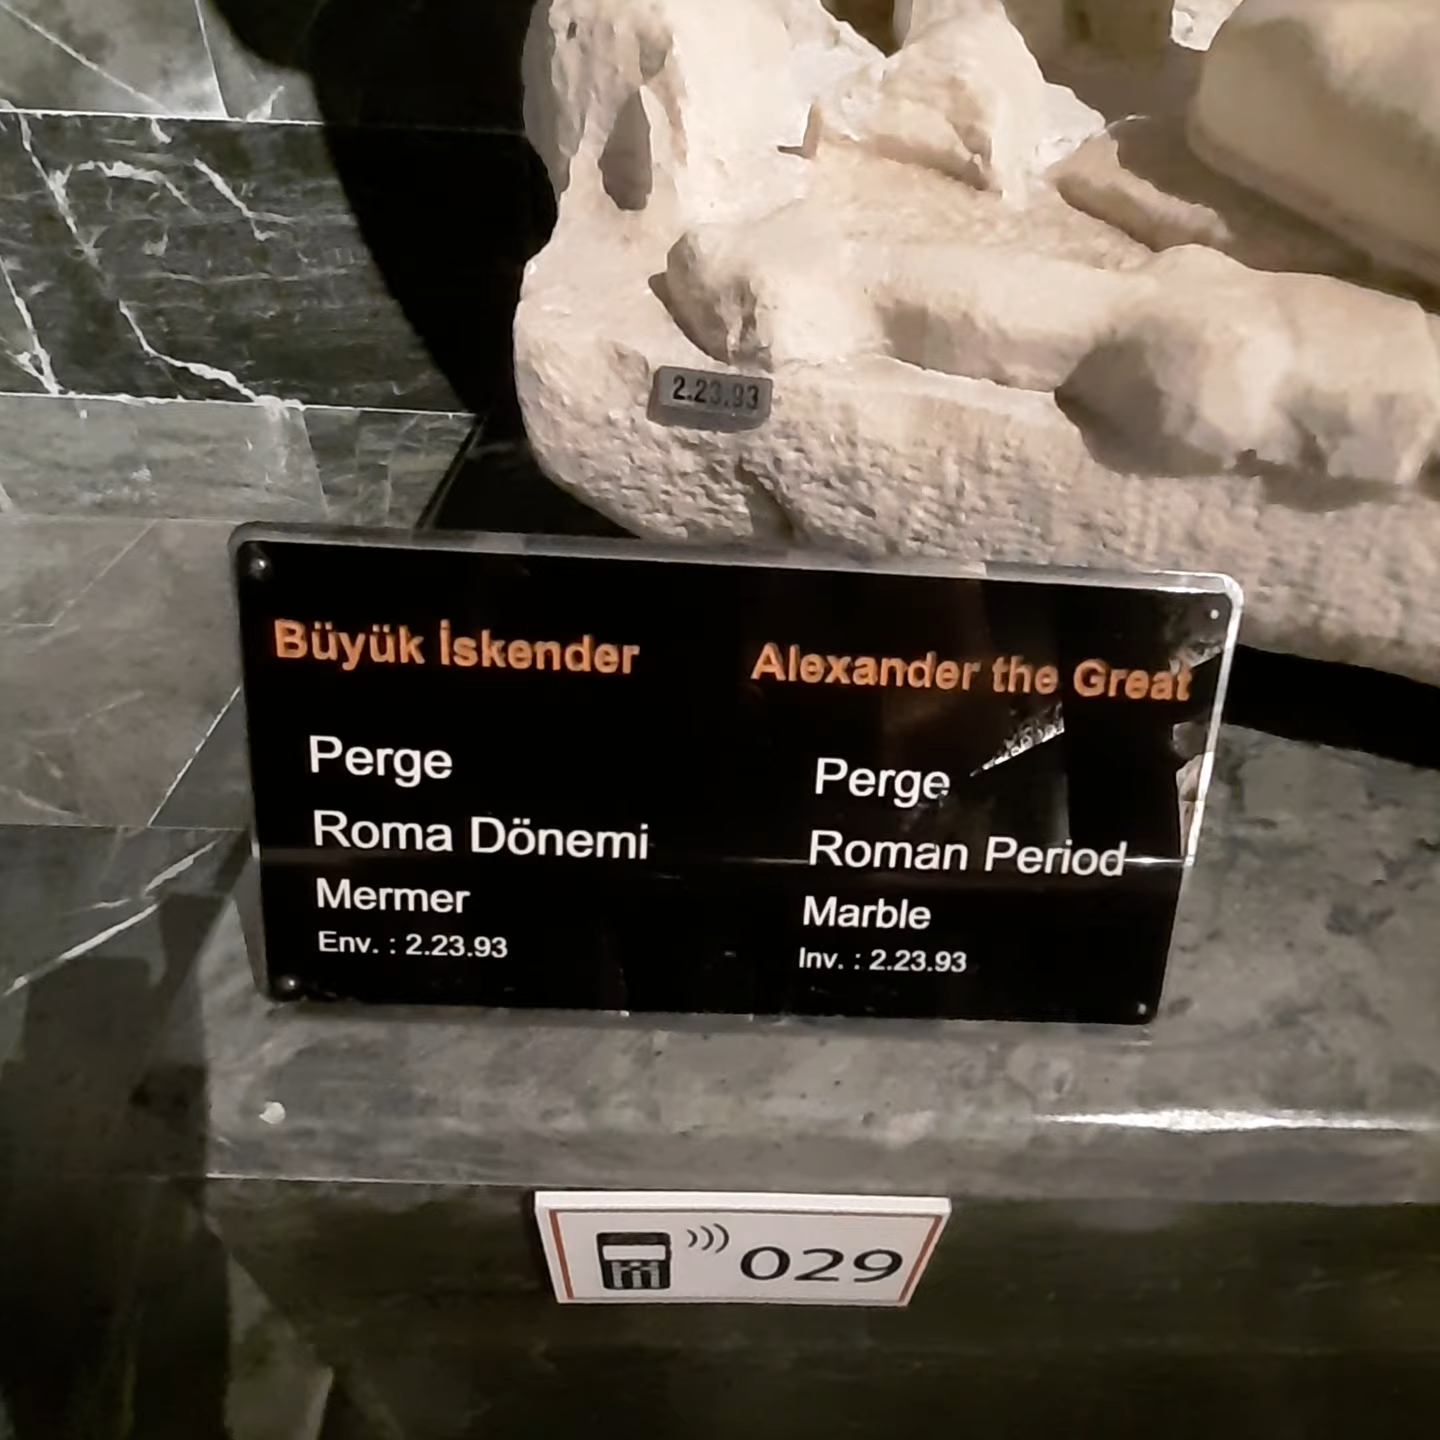 2.23.93
Büyük İskender
Perge
Roma Dönemi
Mermer
Env. : 2.23.93
Alexander the Great
Perge
Roman Period
Marble
Inv. : 2.23.93
029